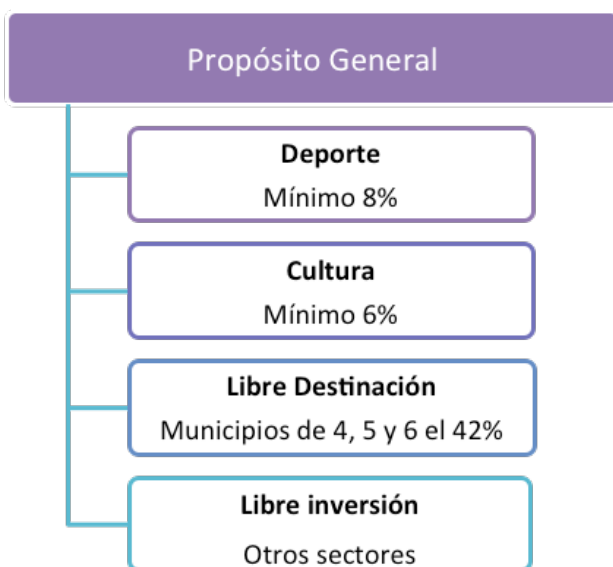 Propósito General
Deporte
Mínimo 8%
Cultura
Mínimo 6%
Libre Destinación
Municipios de 4, 5 y 6 el 42%
Libre inversión
Otros sectores